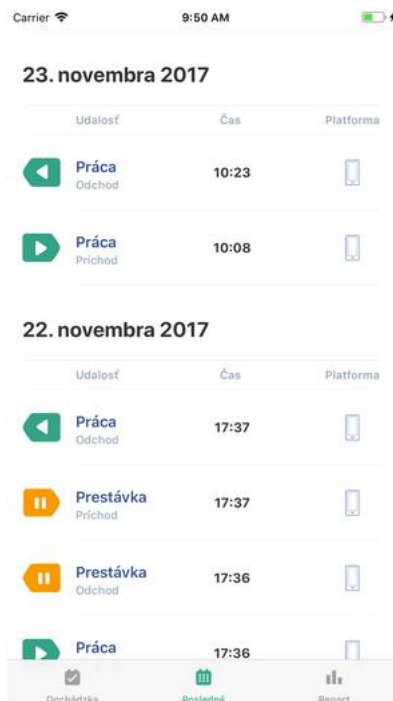 Carrier 9:50 AM
23. novembra 2017
Udalosť Čas Platforma
Práca 10:23
Odchod
Práca 10:08
Príchod
22. novembra 2017
Udalosť Čas Platforma
Práca 17:37
Odchod
Prestávka 17:37
Príchod
Prestávka 17:36
Odchod
Práca 17:36
Dochádzka Posledné Report